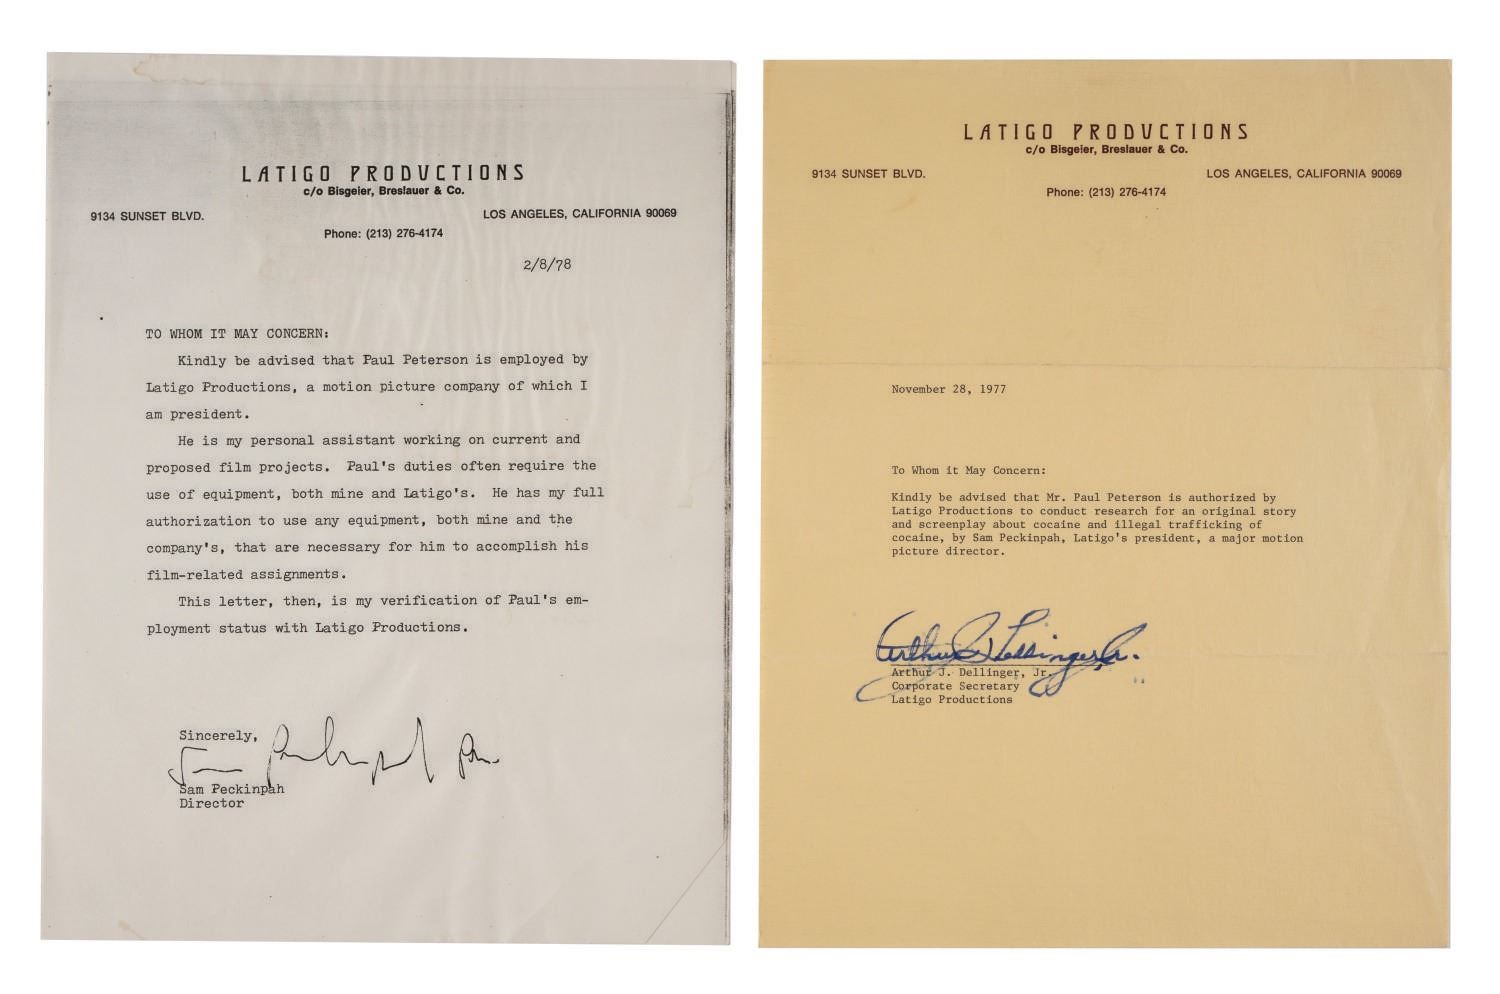 LATIGO PRODUCTIONS
c/o Bisgeier, Breslauer & Co.
9134 SUNSET BLVD.
LOS ANGELES, CALIFORNIA 90069
Phone: (213) 276-4174
2/8/78
TO WHOM IT MAY CONCERN:
Kindly be advised that Paul Peterson is employed by
Latigo Productions, a motion picture company of which I
am president.
He is my personal assistant working on current and
proposed film projects. Paul's duties often require the
use of equipment, both mine and Latigo's. He has my full
authorization to use any equipment, both mine and the
company's, that are necessary for him to accomplish his
film-related assignments.
This letter, then, is my verification of Paul's em-
ployment status with Latigo Productions.
Sincerely,
Sam Peckinpah
Director
LATIGO PRODUCTIONS
c/o Bisgeier, Breslauer & Co.
9134 SUNSET BLVD.
LOS ANGELES, CALIFORNIA 90069
Phone: (213) 276-4174
November 28, 1977
To Whom it May Concern:
Kindly be advised that Mr. Paul Peterson is authorized by
Latigo Productions to conduct research for an original story
and screenplay about cocaine and illegal trafficking of
cocaine, by Sam Peckinpah, Latigo's president, a major motion
picture director.
Arthur J. Dellinger, Jr.
Arthur J. Dellinger, Jr.
Corporate Secretary
Latigo Productions